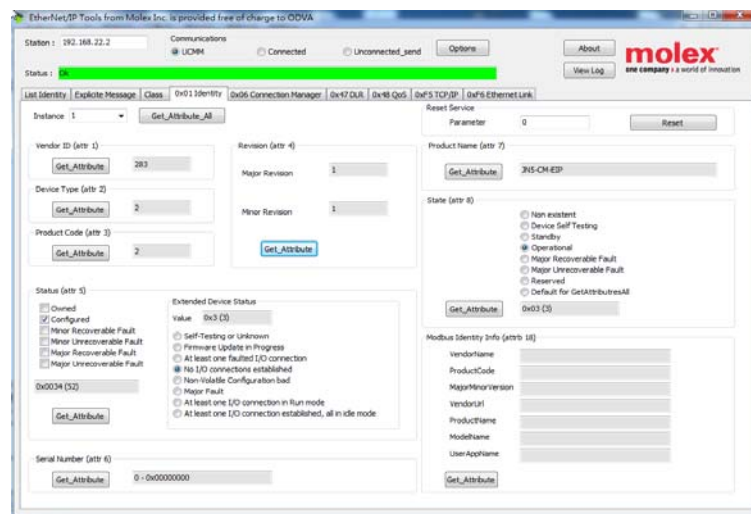 EtherNet/IP Tools from Molex Inc. is provided free of charge to ODVA
Station : 192.168.22.2
Communications
UCMM Connected Unconnected_send
Options About View Log
molex
one company › a world of innovation
Status : Ok
List Identity Explicite Message Class 0x01 Identity 0x06 Connection Manager 0x47 DLR 0x48 QoS 0xF5 TCP/IP 0xF6 Ethernet Link
Instance 1 Get_Attribute_All
Reset Service
Parameter 0 Reset
Vendor ID (attr 1)
Get_Attribute 283
Device Type (attr 2)
Get_Attribute 2
Product Code (attr 3)
Get_Attribute 2
Revision (attr 4)
Major Revision 1
Minor Revision 1
Get_Attribute
Product Name (attr 7)
Get_Attribute JN5-CM-EIP
State (attr 8)
Non existent
Device Self Testing
Standby
Operational
Major Recoverable Fault
Major Unrecoverable Fault
Reserved
Default for GetAttributresAll
Get_Attribute 0x03 (3)
Status (attr 5)
Owned
Configured
Minor Recoverable Fault
Minor Unrecoverable Fault
Major Recoverable Fault
Major Unrecoverable Fault
0x0034 (52)
Get_Attribute
Extended Device Status
Value 0x3 (3)
Self-Testing or Unknown
Firmware Update in Progress
At least one faulted I/O connection
No I/O connections established
Non-Volatile Configuration bad
Major Fault
At least one I/O connection in Run mode
At least one I/O connection established, all in idle mode
Modbus Identity Info (attrb 18)
VendorName
ProductCode
MajorMinorVersion
VendorUrl
ProductName
ModelName
UserAppName
Get_Attribute
Serial Number (attr 6)
Get_Attribute 0 - 0x00000000